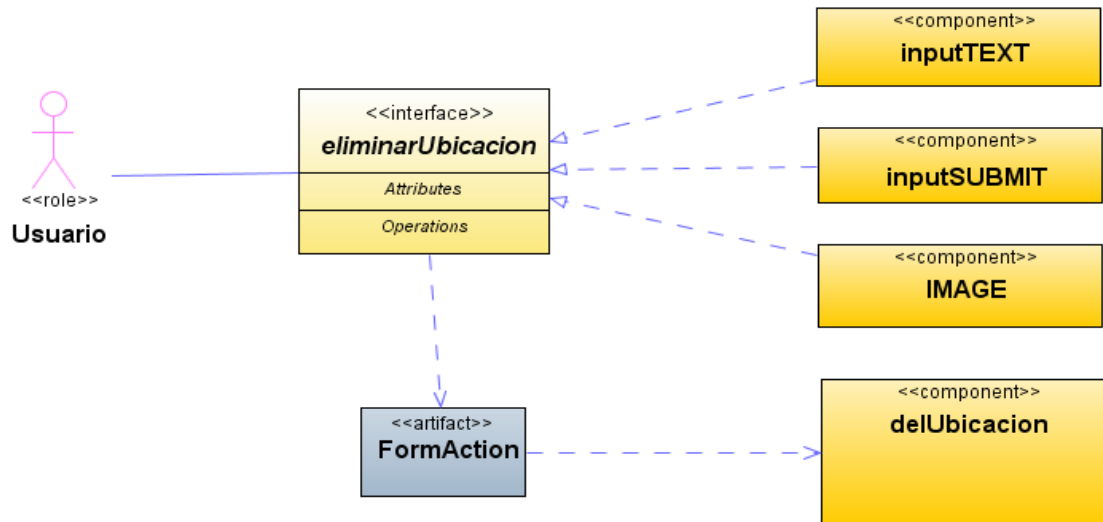 <<component>>
inputTEXT
<<interface>>
eliminarUbicacion
Attributes
Operations
<<role>>
Usuario
<<component>>
inputSUBMIT
<<component>>
IMAGE
<<artifact>>
FormAction
<<component>>
delUbicacion